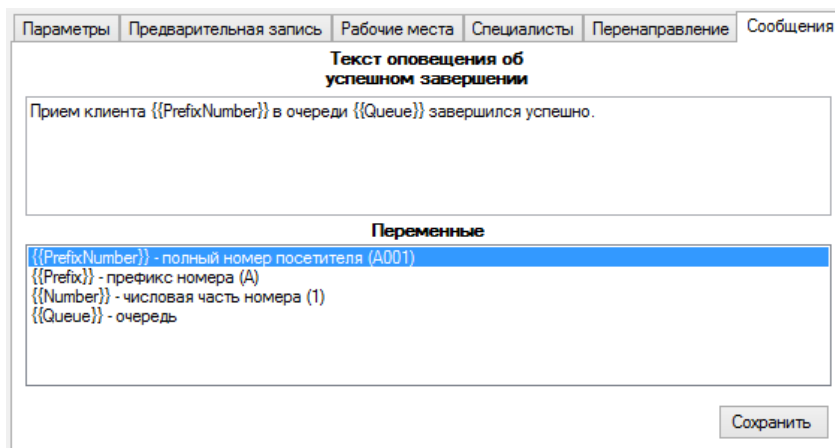 Параметры Предварительная запись Рабочие места Специалисты Перенаправление Сообщения
Текст оповещения об
успешном завершении
Прием клиента {{PrefixNumber}} в очереди {{Queue}} завершился успешно.
Переменные
{{PrefixNumber}} - полный номер посетителя (A001)
{{Prefix}} - префикс номера (A)
{{Number}} - числовая часть номера (1)
{{Queue}} - очередь
Сохранить